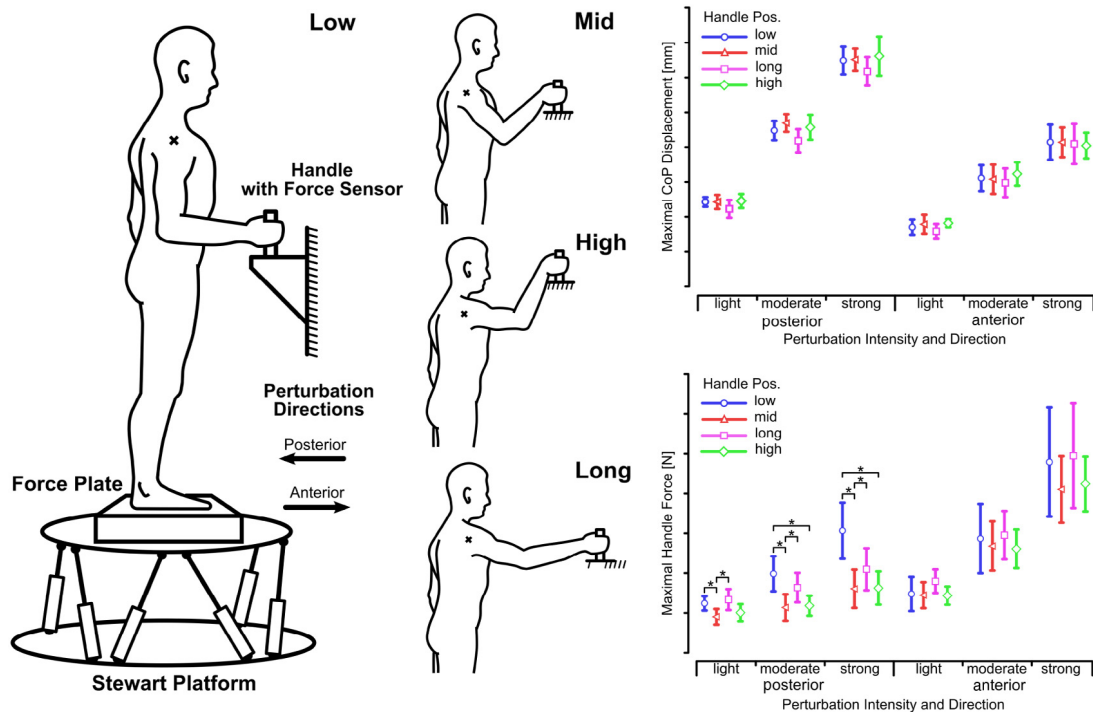 Low
Handle
with Force Sensor
Perturbation
Directions
Posterior
Anterior
Force Plate
Stewart Platform
Mid
High
Long
Maximal CoP Displacement [mm]
Handle Pos.
low
mid
long
high
light
moderate
strong
light
moderate
strong
posterior
anterior
Perturbation Intensity and Direction
Maximal Handle Force [N]
Handle Pos.
low
mid
long
high
*
*
*
*
*
*
*
*
light
moderate
strong
light
moderate
strong
posterior
anterior
Perturbation Intensity and Direction